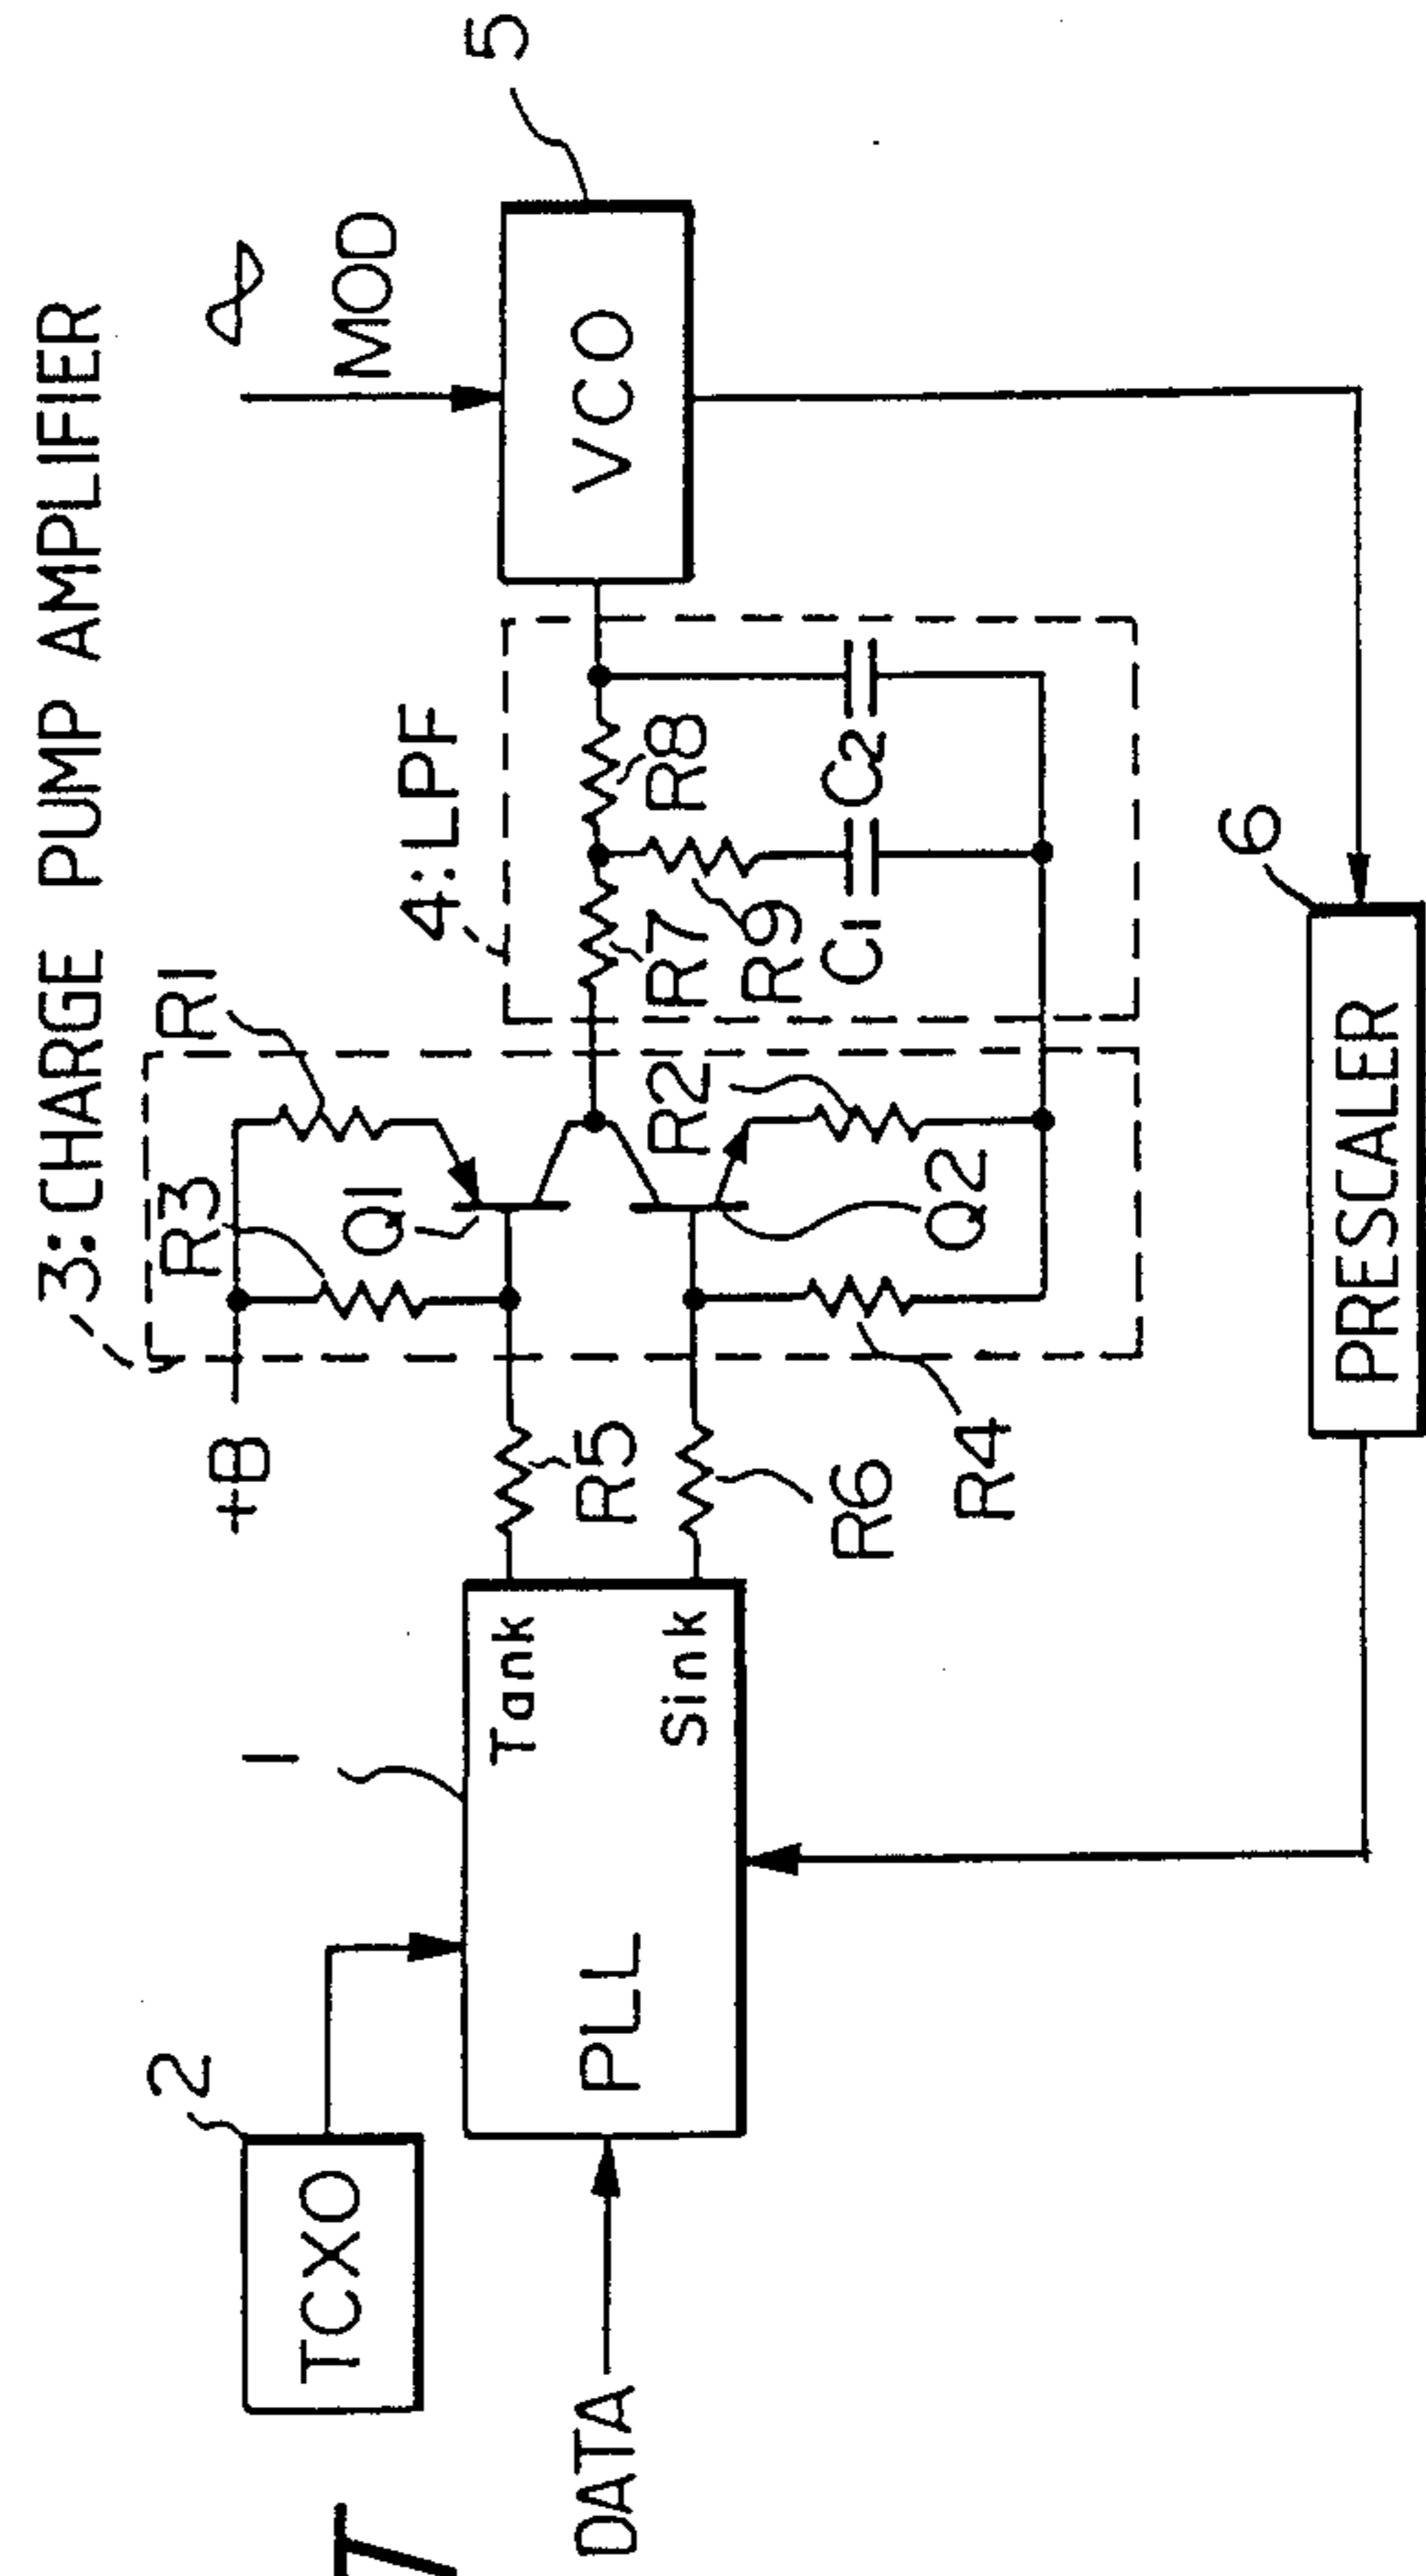 3: CHARGE PUMP AMPLIFIER
4: LPF
MOD
5
VCO
+B
R3
R1
Q1
R5
R7
R8
R2
R9
C1
C2
Q2
R6
R4
1
Tank
Sink
PLL
2
TCXO
DATA
6
PRESCALER